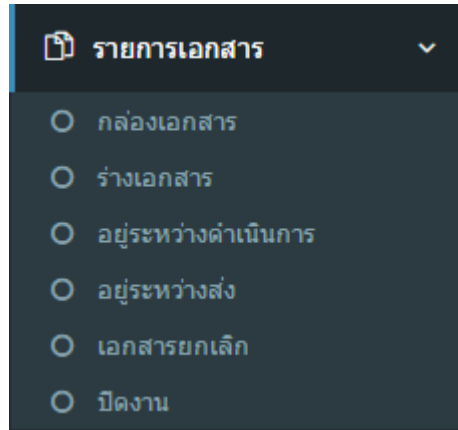 รายการเอกสาร
กล่องเอกสาร
ร่างเอกสาร
อยู่ระหว่างดำเนินการ
อยู่ระหว่างส่ง
เอกสารยกเลิก
ปิดงาน